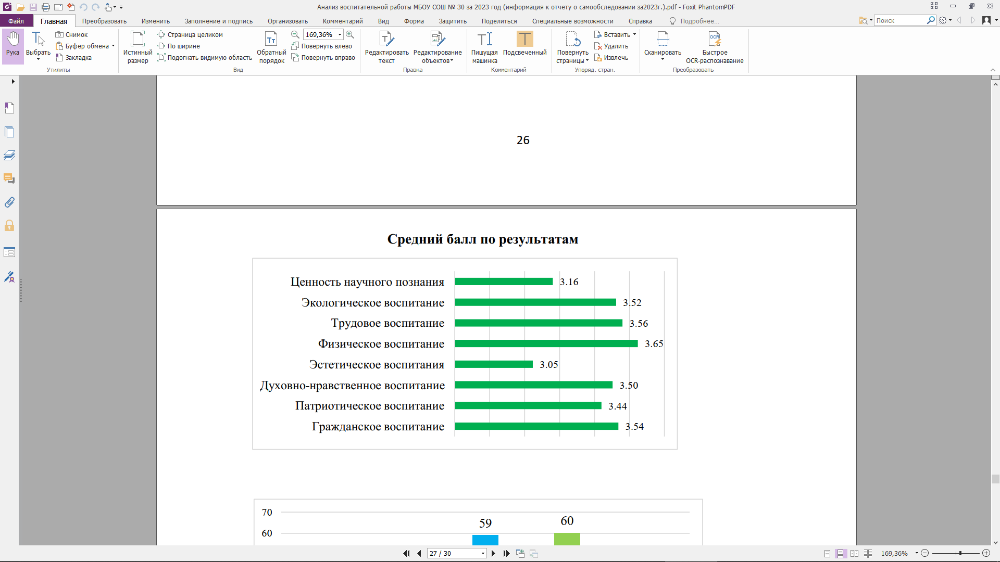 Анализ воспитательной работы МБОУ СОШ № 30 за 2023 год (информация к отчету о самообследовании за2023г.).pdf - Foxit PhantomPDF
Файл Главная Преобразовать Изменить Заполнение и подпись Организовать Комментарий Вид Форма Защитить Поделиться Специальные возможности Справка Подробнее... Поиск
Рука
Выбрать
Снимок
Буфер обмена
Закладка
Утилиты
Истинный
размер
Страница целиком
По ширине
Подогнать видимую область
Обратный
порядок
169,36%
Повернуть влево
Повернуть вправо
Вид
Редактировать
текст
Редактирование
объектов
Правка
Пишущая
машинка
Подсвеченный
Комментарий
Повернуть
страницы
Вставить
Удалить
Извлечь
Упоряд. стран.
Сканировать
Быстрое
OCR-распознавание
Преобразовать
26
Средний балл по результатам
Ценность научного познания 3.16
Экологическое воспитание 3.52
Трудовое воспитание 3.56
Физическое воспитание 3.65
Эстетическое воспитания 3.05
Духовно-нравственное воспитание 3.50
Патриотическое воспитание 3.44
Гражданское воспитание 3.54
70
59 60
60
27 / 30
169,36%